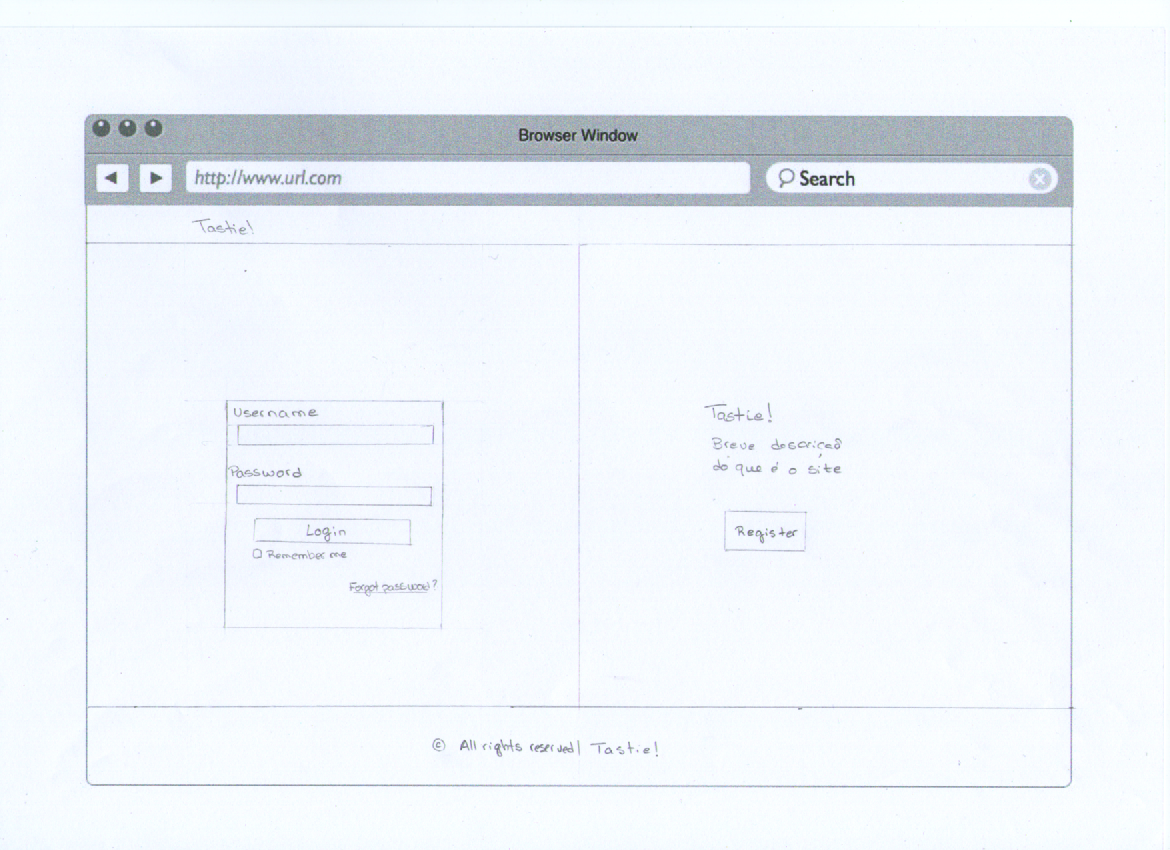 Browser Window
http://www.url.com
Search
Tastie!
Username
Password
Login
Remember me
Forgot password?
Tastie!
Breve descrição
do que é o site
Register
© All rights reserved | Tastie!